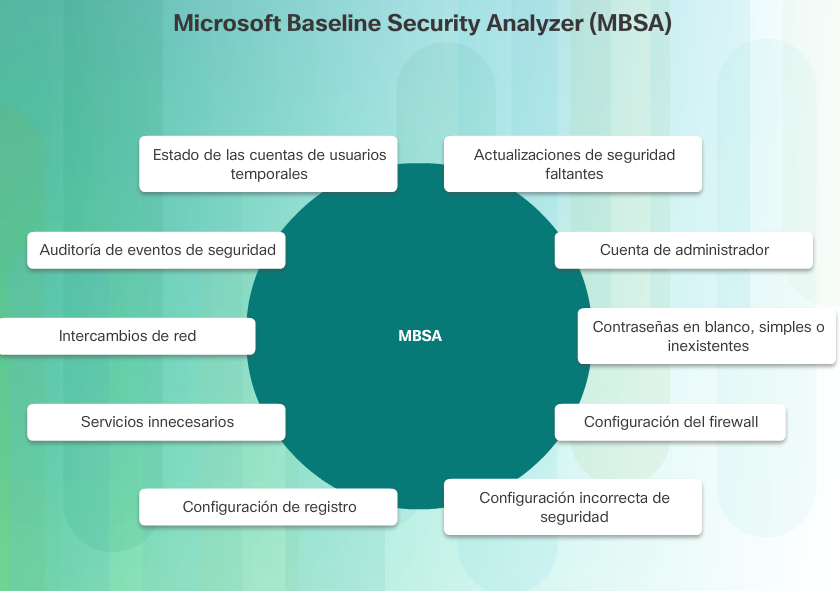 Microsoft Baseline Security Analyzer (MBSA)
Estado de las cuentas de usuarios
temporales
Actualizaciones de seguridad
faltantes
Auditoría de eventos de seguridad
Cuenta de administrador
Intercambios de red
MBSA
Contraseñas en blanco, simples o
inexistentes
Servicios innecesarios
Configuración del firewall
Configuración de registro
Configuración incorrecta de
seguridad